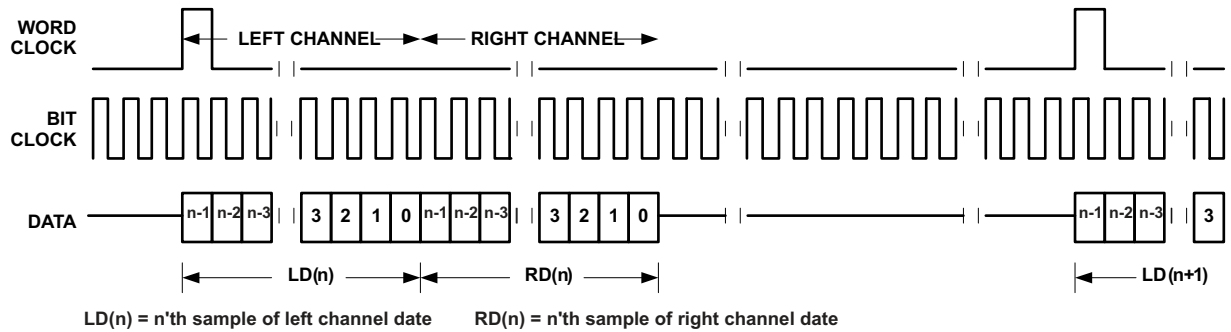 WORD CLOCK
LEFT CHANNEL RIGHT CHANNEL
BIT CLOCK
DATA n-1 n-2 n-3 3 2 1 0 n-1 n-2 n-3 3 2 1 0 n-1 n-2 n-3 3
LD(n) RD(n) LD(n+1)
LD(n) = n'th sample of left channel date RD(n) = n'th sample of right channel date